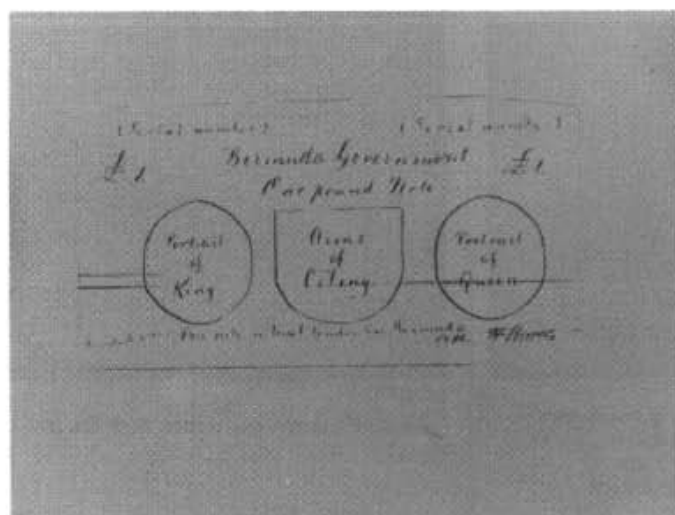 (Serial number) (Serial number)
Bermuda Government
£1. £1.
One pound Note
Portrait of King
Arms of Colony
Portrait of Queen
This note is legal tender in Bermuda